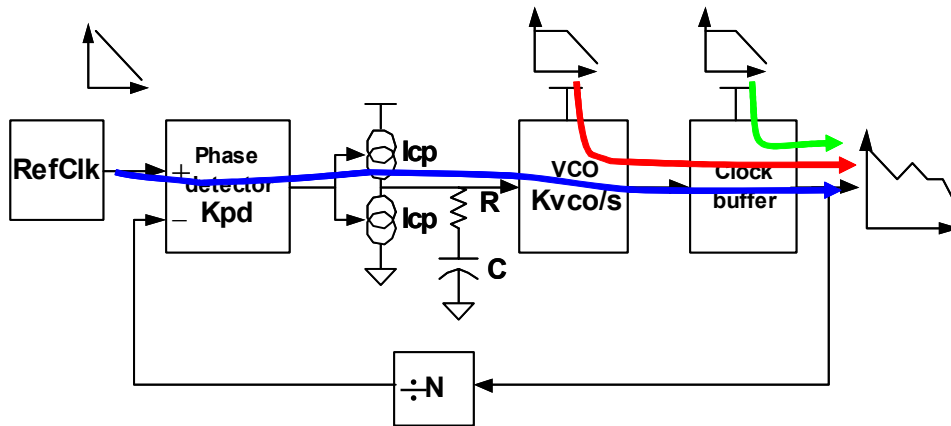 RefClk
+
−
Phase
detector
Kpd
Icp
Icp
R
C
VCO
Kvco/s
Clock
buffer
÷N